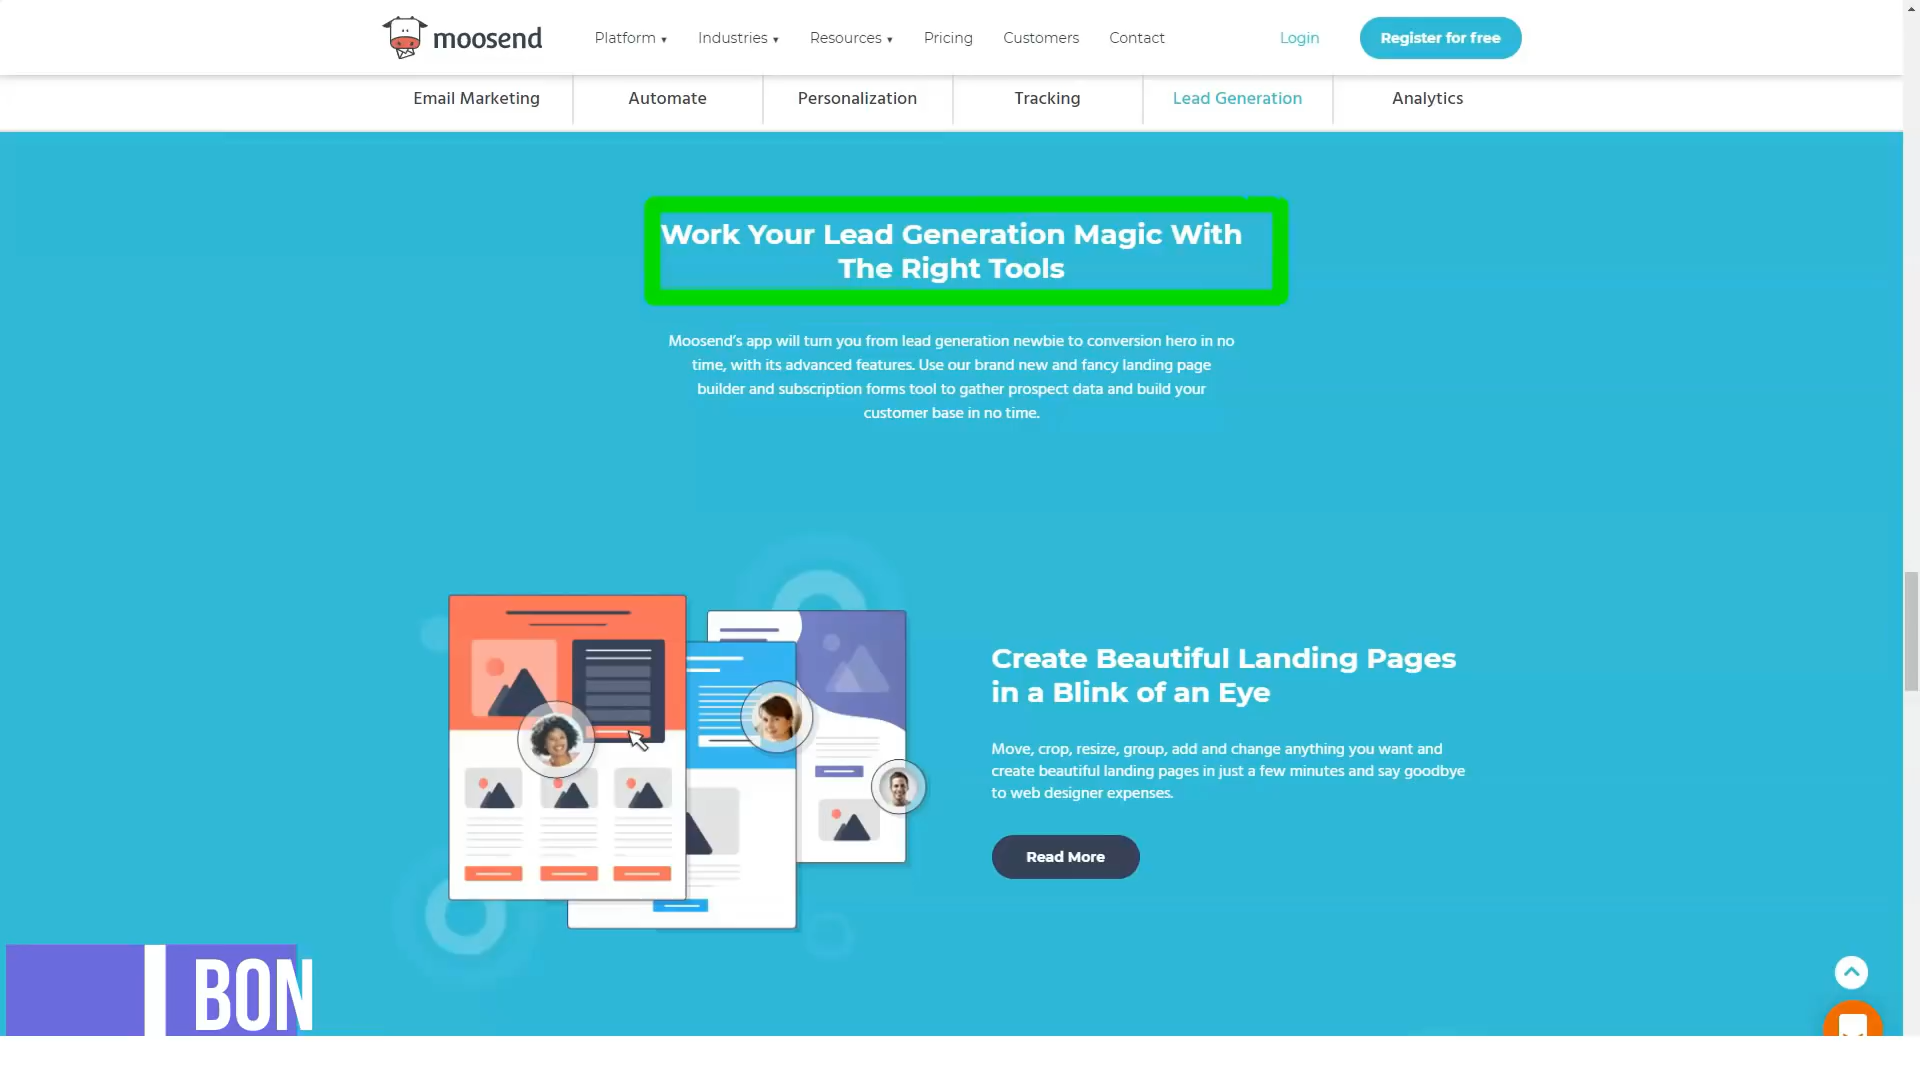 moosend
Platform ▾
Industries ▾
Resources ▾
Pricing
Customers
Contact
Login
Register for free
Email Marketing
Automate
Personalization
Tracking
Lead Generation
Analytics
Work Your Lead Generation Magic With
The Right Tools
Moosend's app will turn you from lead generation newbie to conversion hero in no
time, with its advanced features. Use our brand new and fancy landing page
builder and subscription forms tool to gather prospect data and build your
customer base in no time.
Create Beautiful Landing Pages
in a Blink of an Eye
Move, crop, resize, group, add and change anything you want and
create beautiful landing pages in just a few minutes and say goodbye
to web designer expenses.
Read More
BON